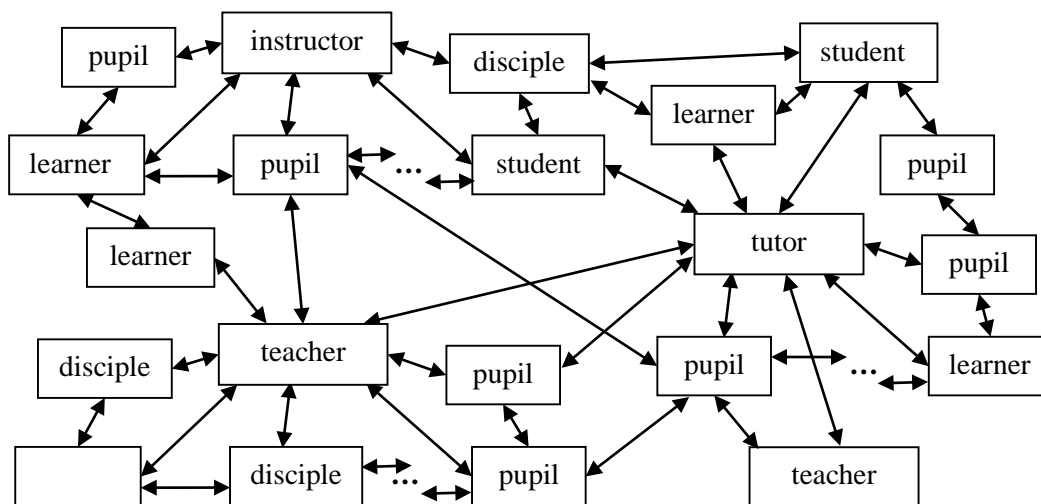 pupil
instructor
disciple
student
learner
learner
pupil
...
student
pupil
learner
tutor
pupil
disciple
teacher
pupil
pupil
...
learner
disciple
...
pupil
teacher